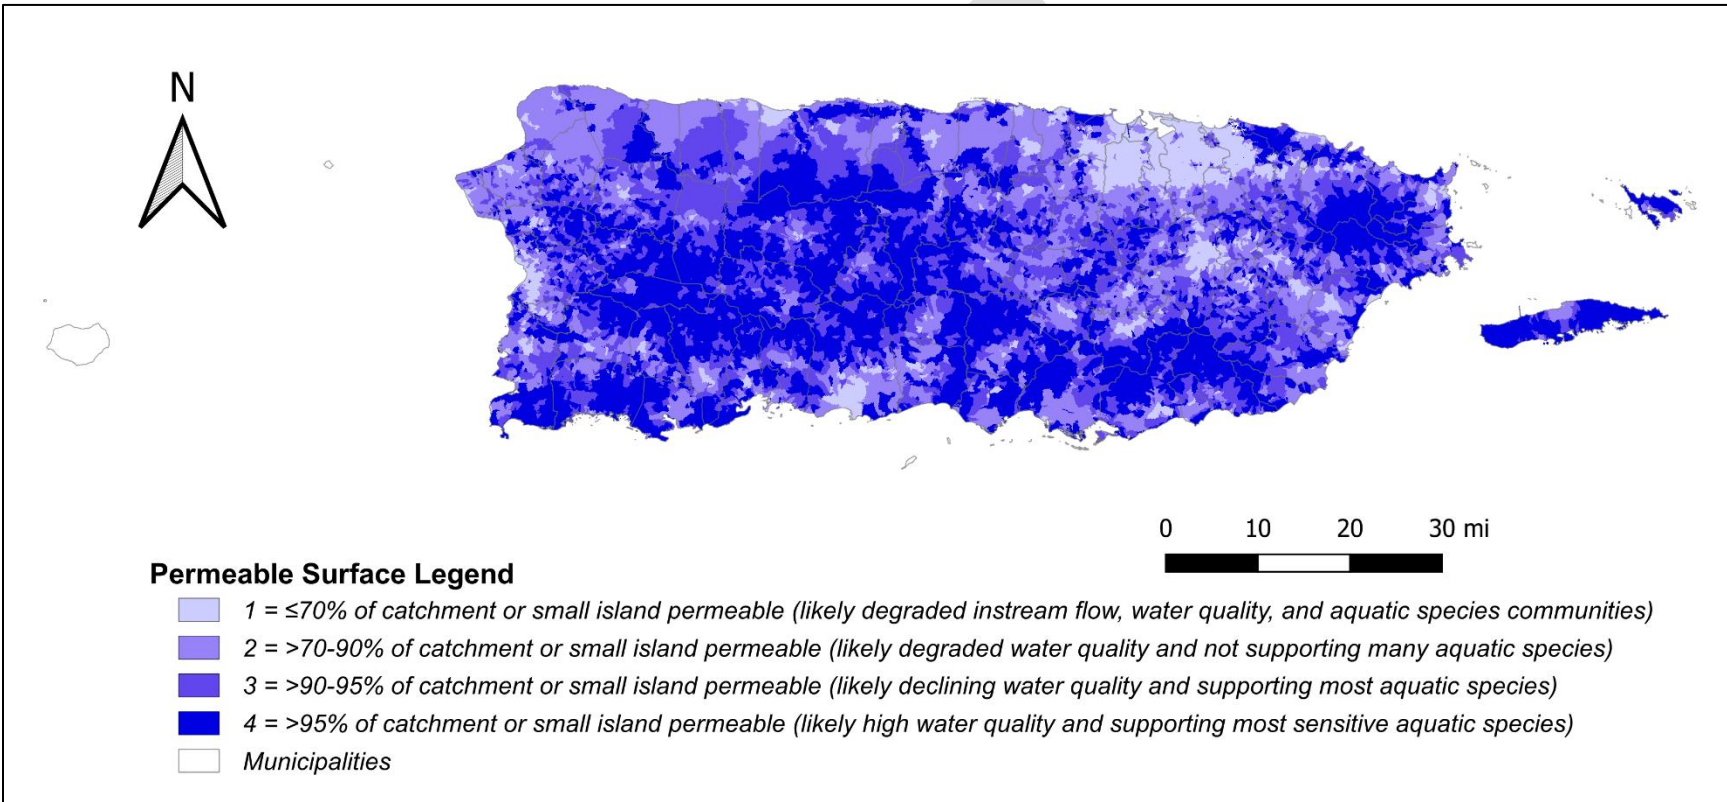 N
0 10 20 30 mi
Permeable Surface Legend
1 = ≤70% of catchment or small island permeable (likely degraded instream flow, water quality, and aquatic species communities)
2 = >70-90% of catchment or small island permeable (likely degraded water quality and not supporting many aquatic species)
3 = >90-95% of catchment or small island permeable (likely declining water quality and supporting most aquatic species)
4 = >95% of catchment or small island permeable (likely high water quality and supporting most sensitive aquatic species)
Municipalities